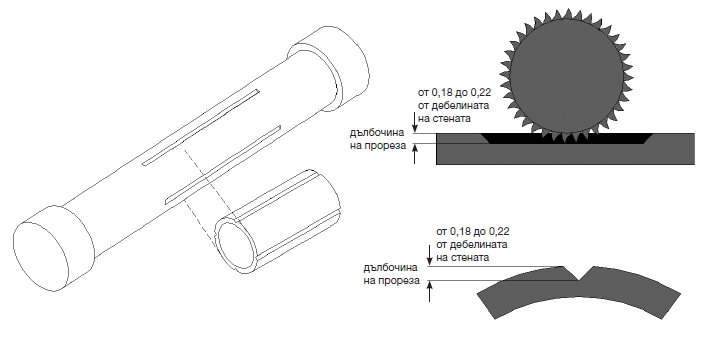 от 0,18 до 0,22
от дебелината
на стената
дълбочина
на прореза
от 0,18 до 0,22
от дебелината
на стената
дълбочина
на прореза